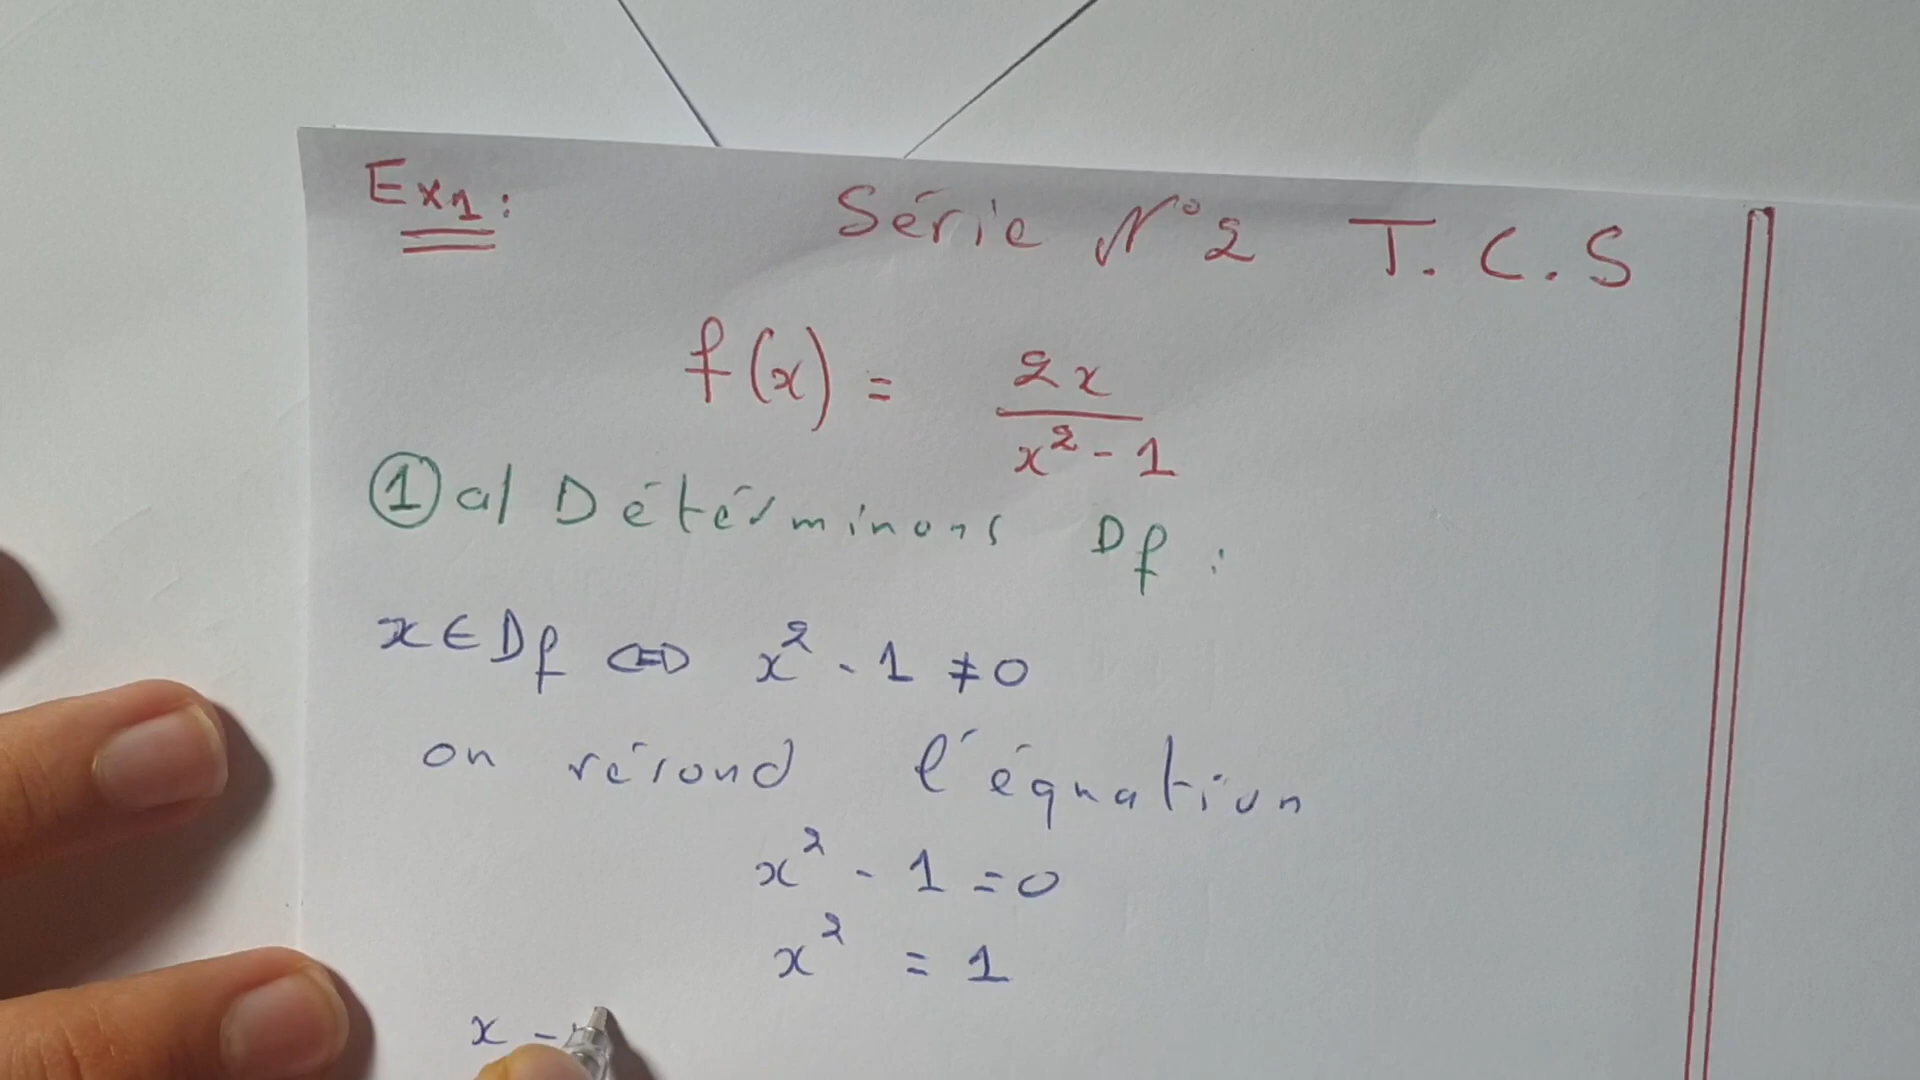 Ex1: Série N°2 T.C.S
f(x) = 2x / x² - 1
① a/ Détérminons Df :
x ∈ Df ⇔ x² - 1 ≠ 0
on résoud l'équation
x² - 1 = 0
x² = 1
x